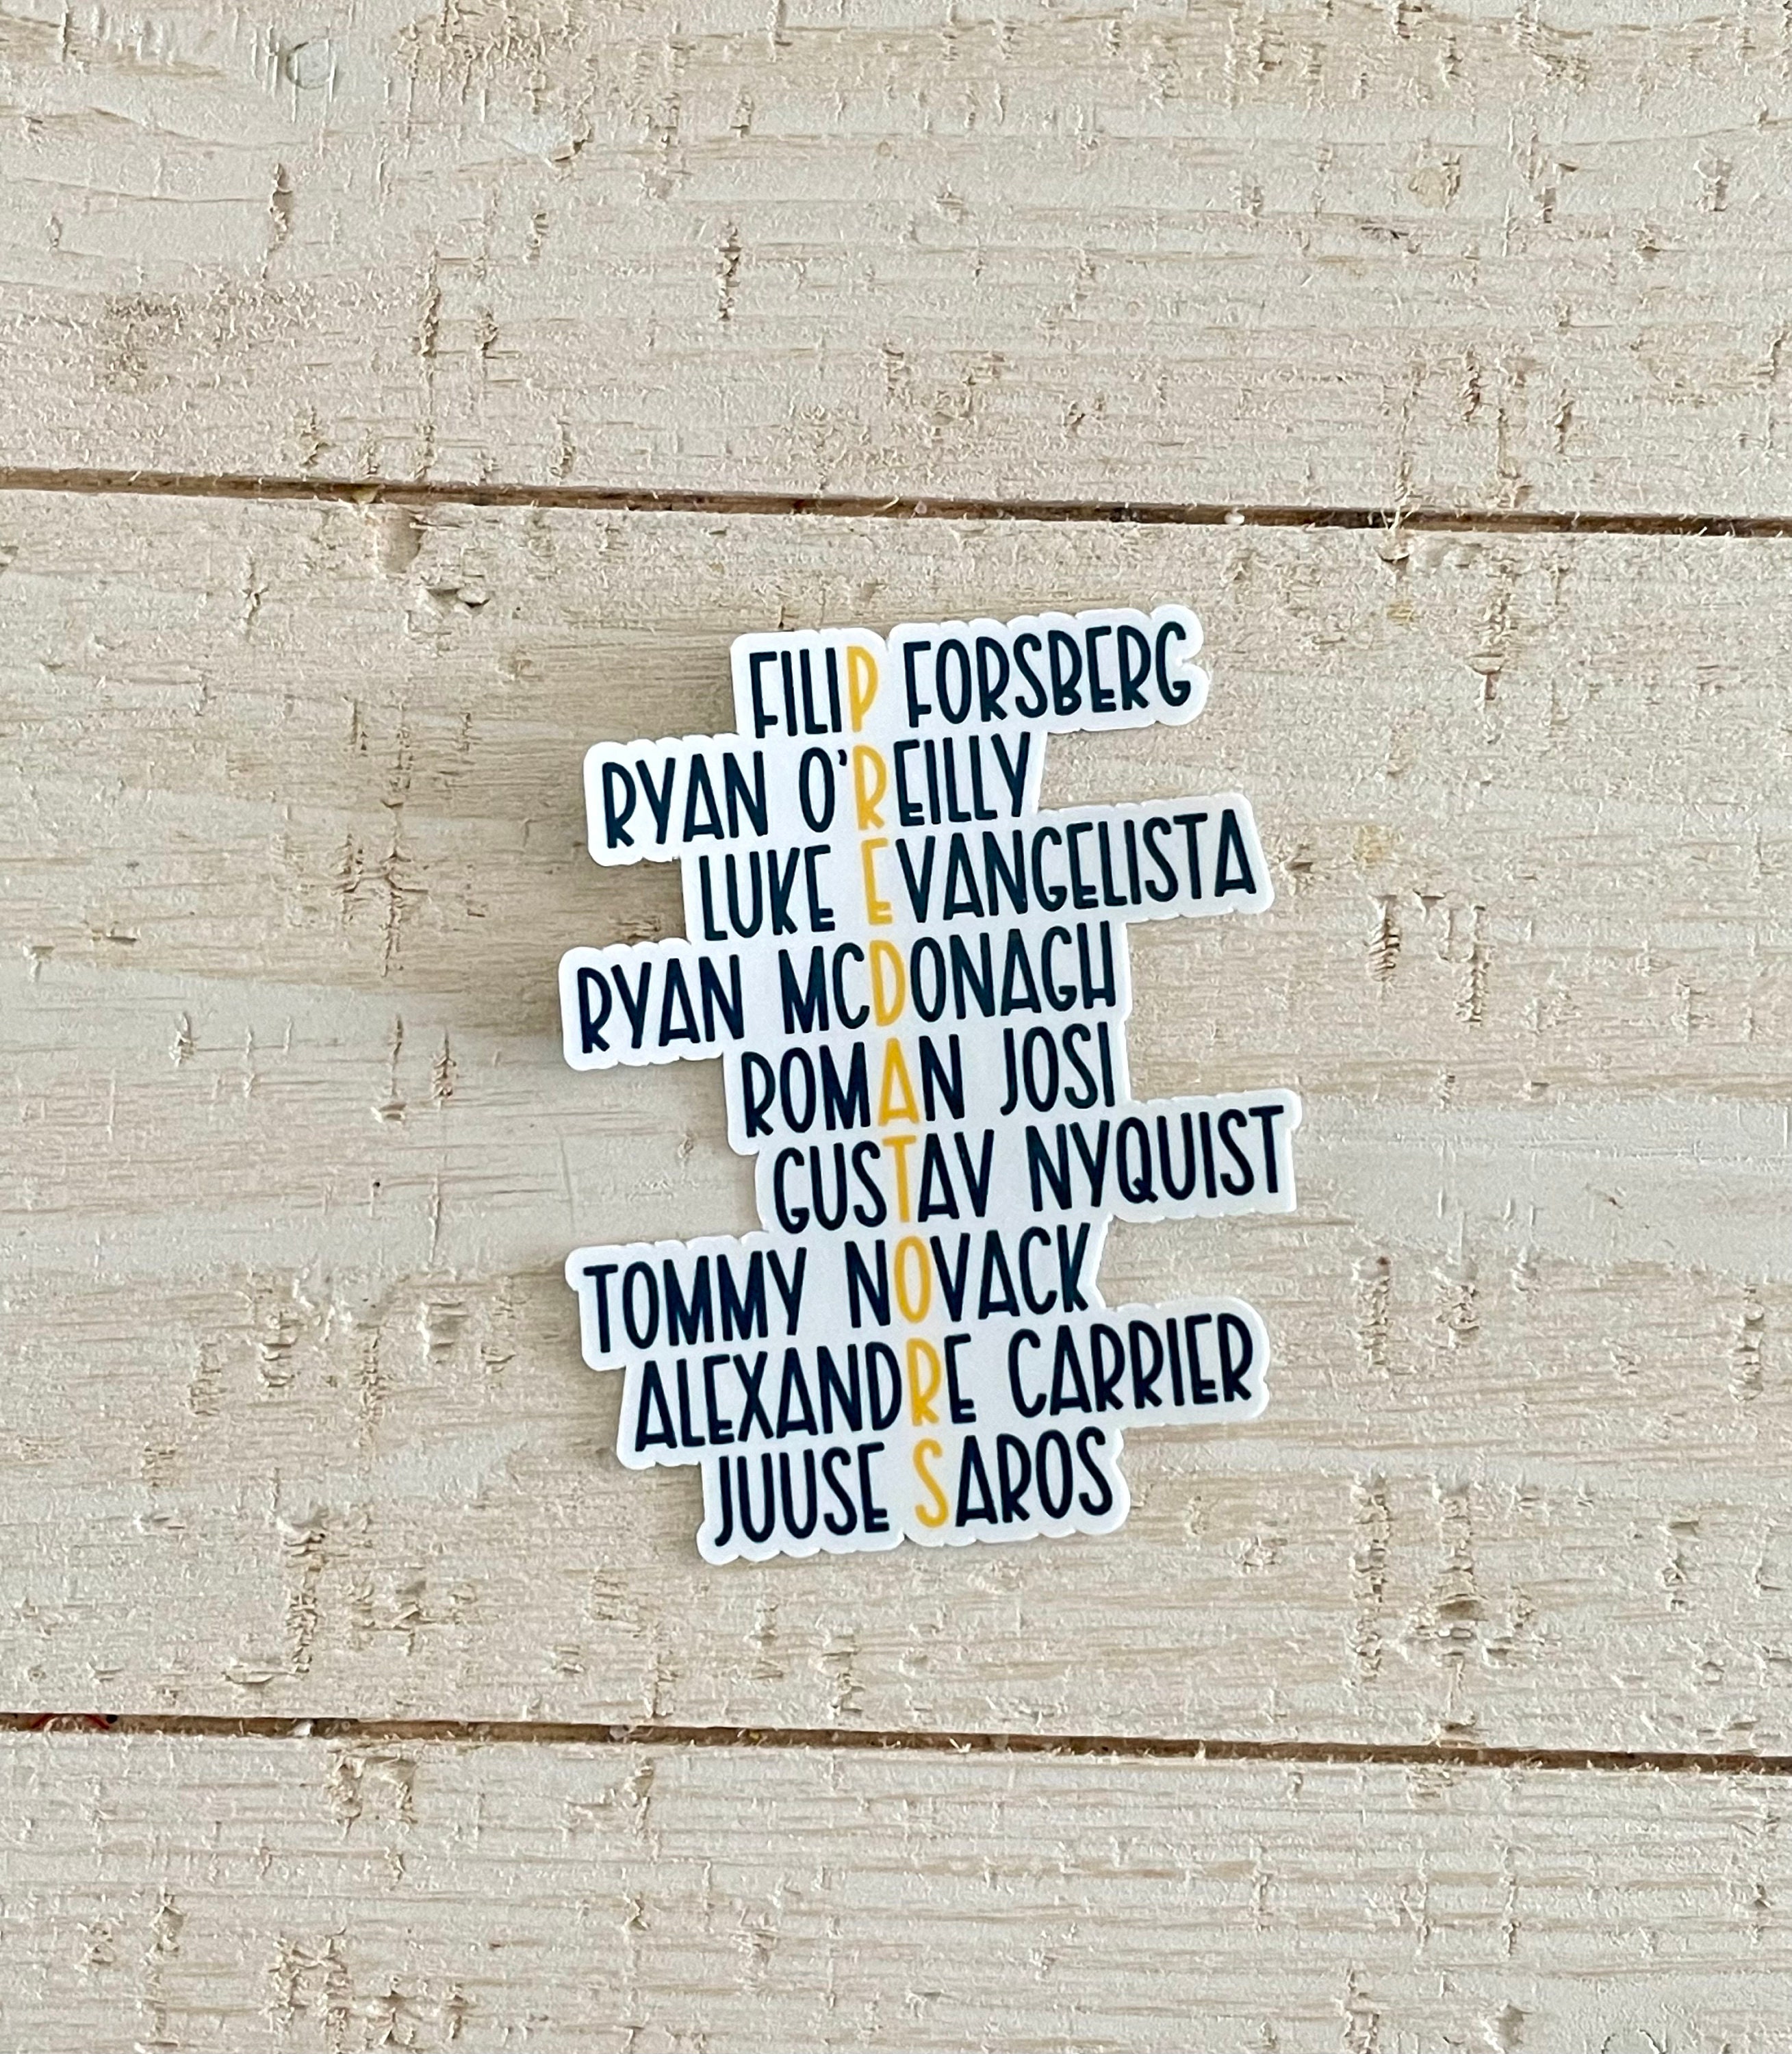 FILIP FORSBERG
RYAN O'REILLY
LUKE EVANGELISTA
RYAN MCDONAGH
ROMAN JOSI
GUSTAV NYQUIST
TOMMY NOVACK
ALEXANDRE CARRIER
JUUSE SAROS